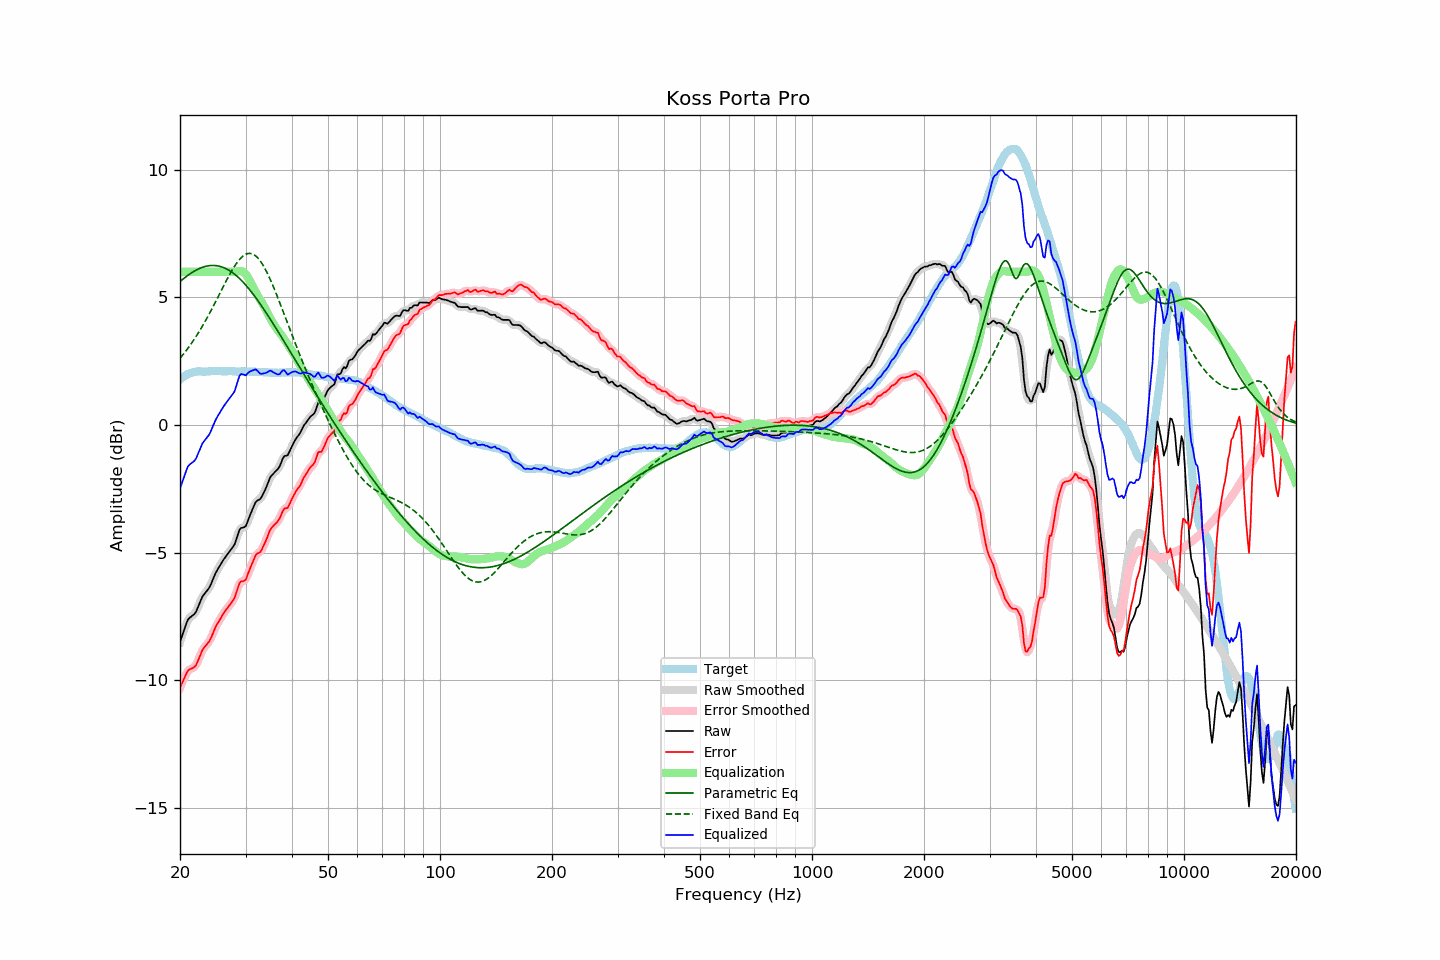 Koss Porta Pro
Amplitude (dBr)
10
5
0
−5
−10
−15
Target
Raw Smoothed
Error Smoothed
Raw
Error
Equalization
Parametric Eq
Fixed Band Eq
Equalized
20 50 100 200 500 1000 2000 5000 10000 20000
Frequency (Hz)